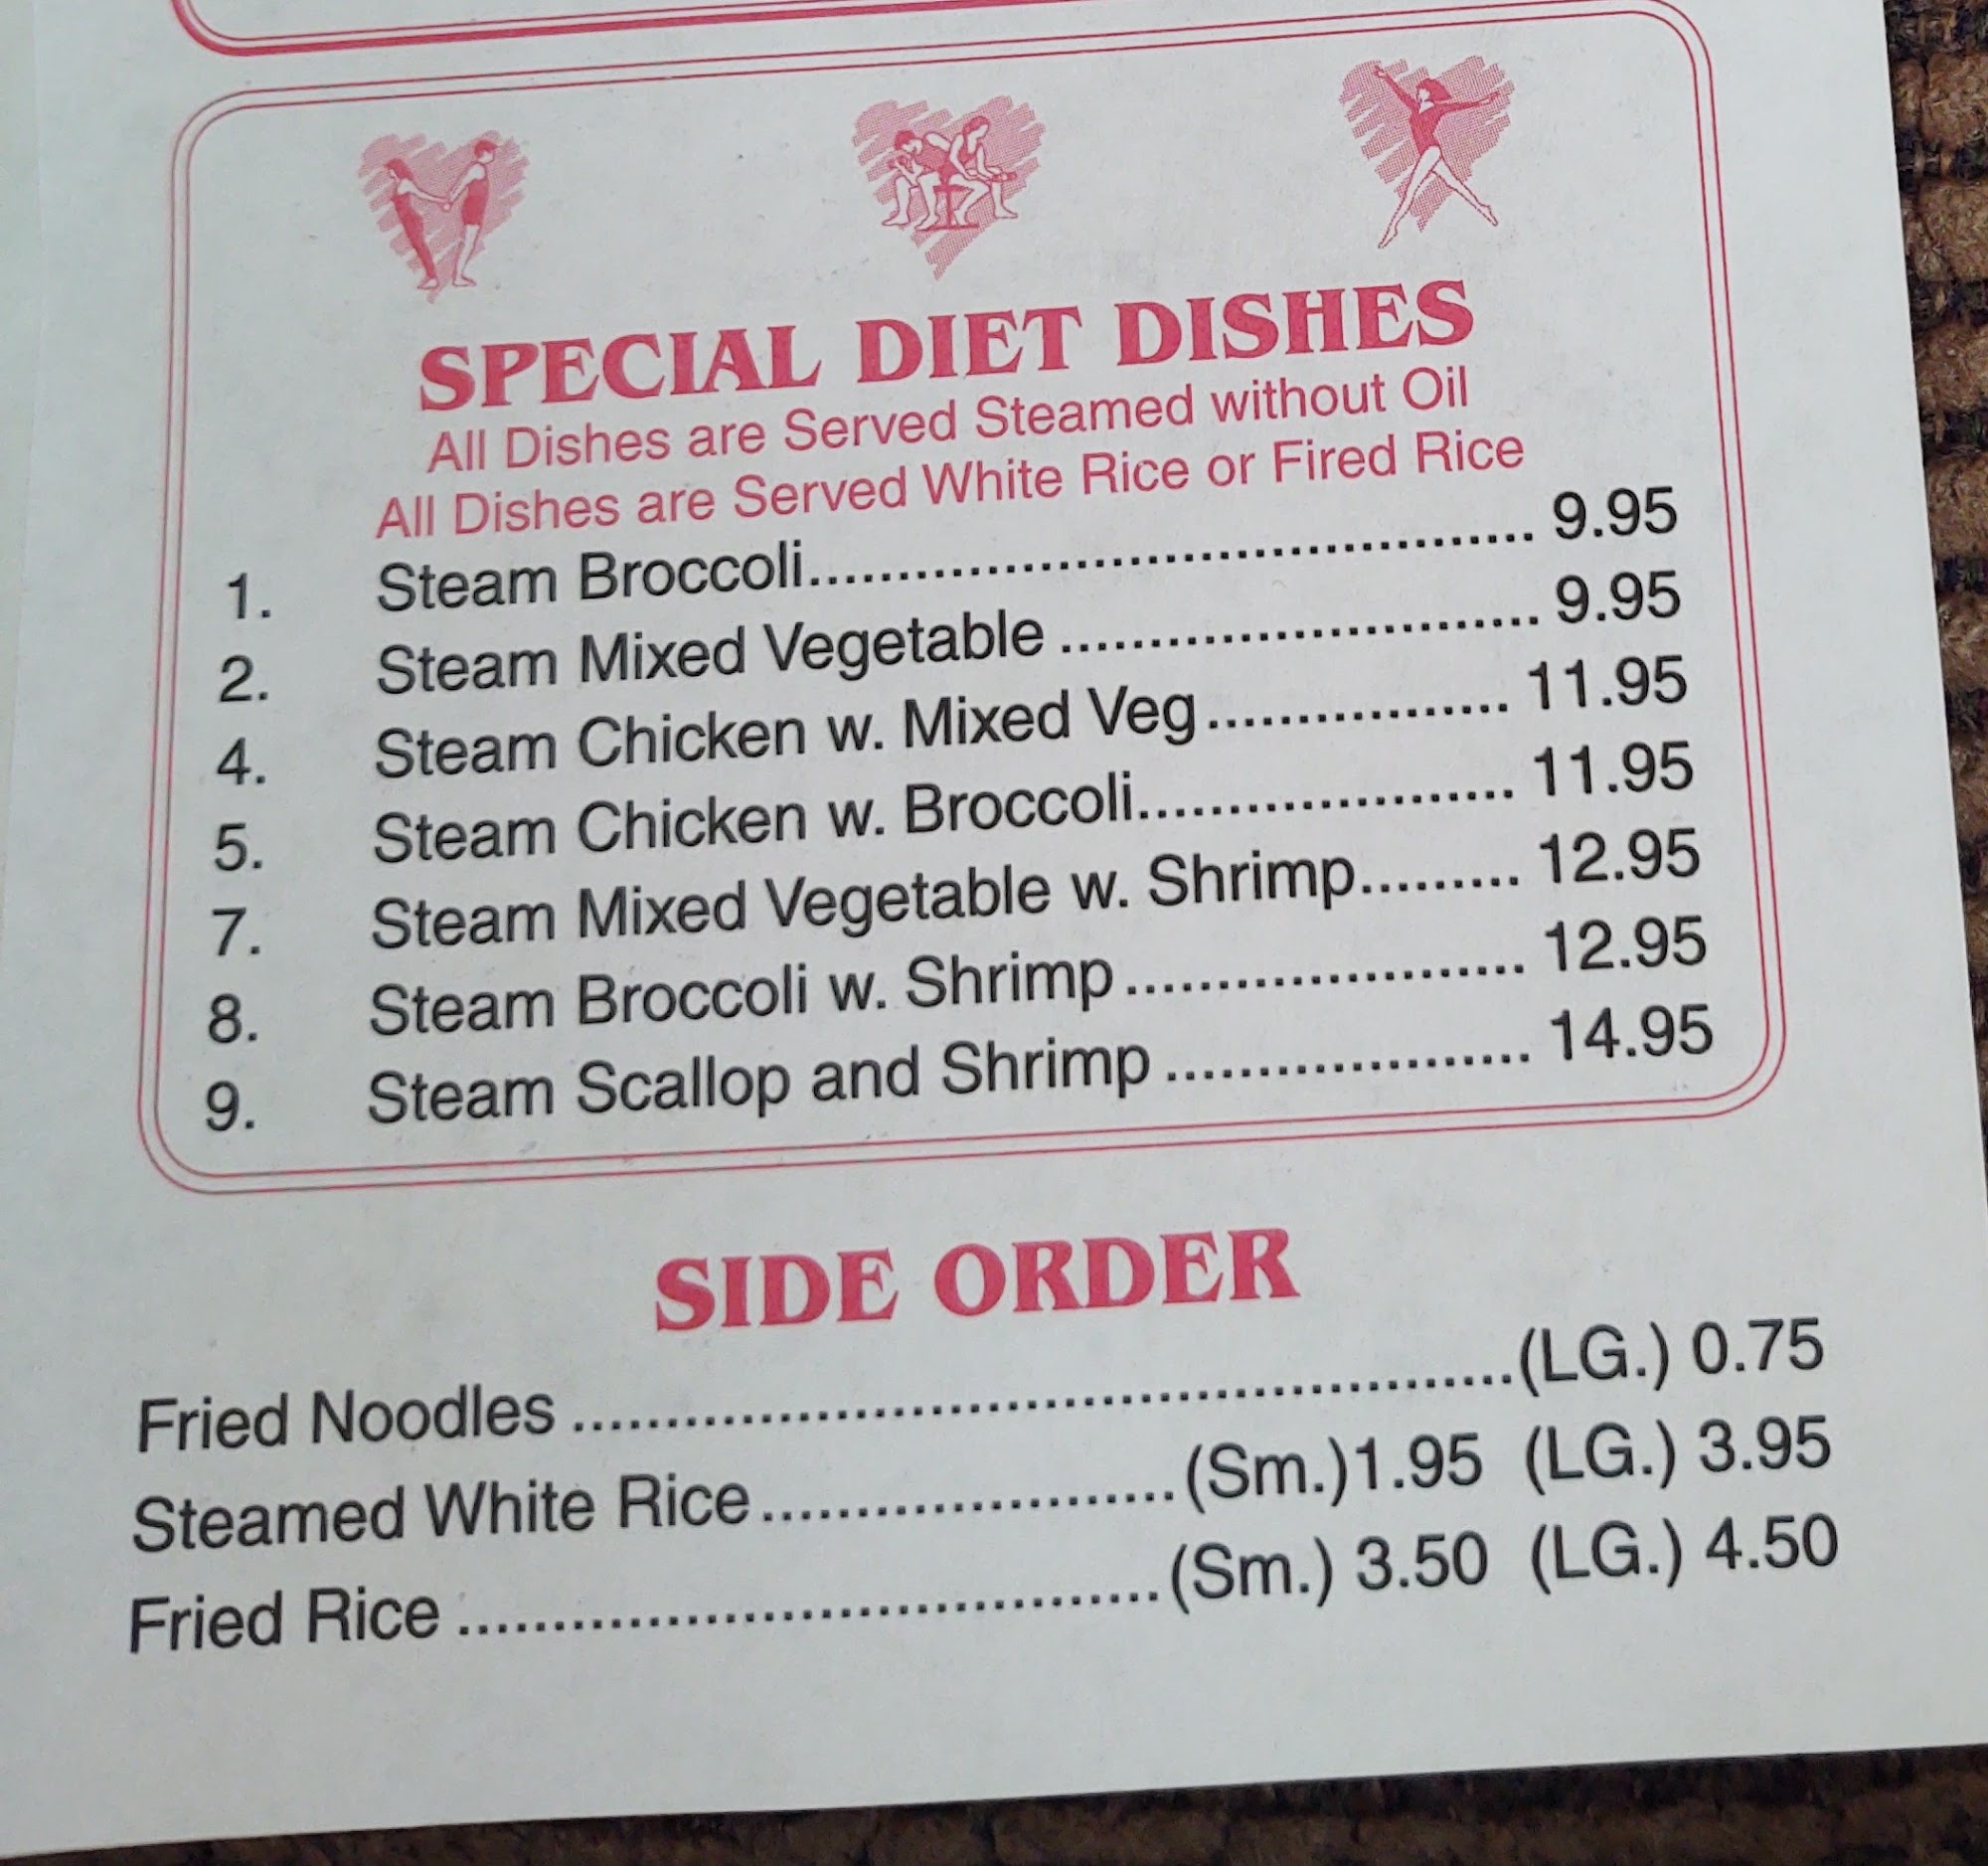 SPECIAL DIET DISHES
All Dishes are Served Steamed without Oil
All Dishes are Served White Rice or Fired Rice
1. Steam Broccoli........................................... 9.95
2. Steam Mixed Vegetable ............................ 9.95
4. Steam Chicken w. Mixed Veg................. 11.95
5. Steam Chicken w. Broccoli..................... 11.95
7. Steam Mixed Vegetable w. Shrimp......... 12.95
8. Steam Broccoli w. Shrimp ...................... 12.95
9. Steam Scallop and Shrimp .................... 14.95
SIDE ORDER
Fried Noodles ....................................................(LG.) 0.75
Steamed White Rice.......................(Sm.)1.95 (LG.) 3.95
Fried Rice .......................................(Sm.) 3.50 (LG.) 4.50